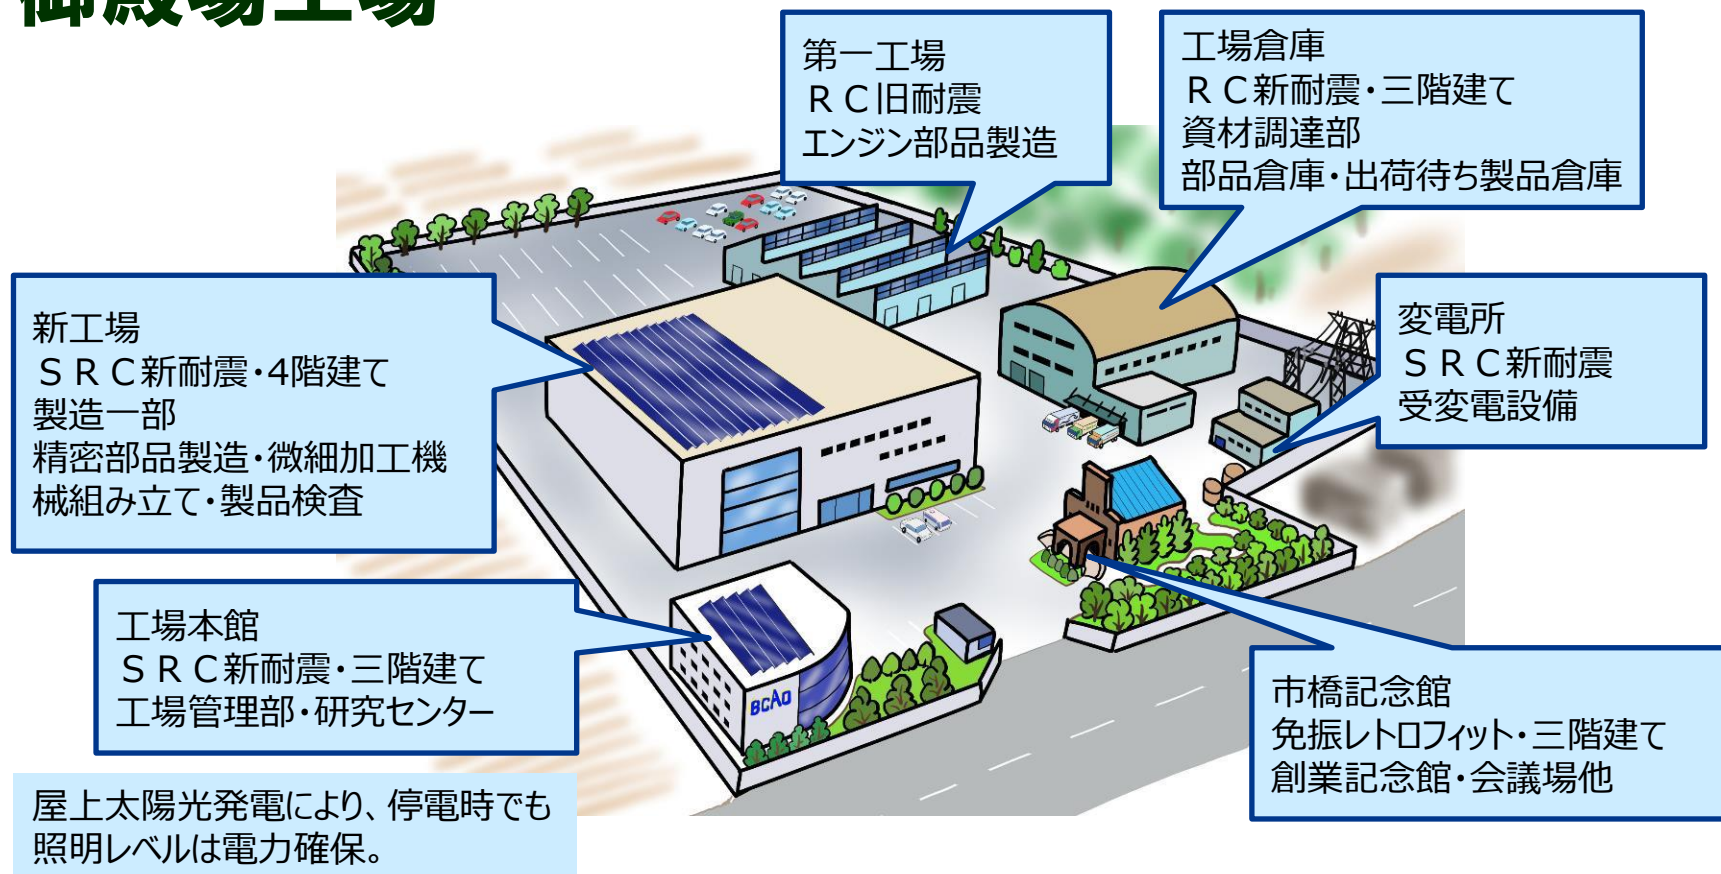 御殿場工場
第一工場
ＲＣ旧耐震
エンジン部品製造
工場倉庫
ＲＣ新耐震・三階建て
資材調達部
部品倉庫・出荷待ち製品倉庫
新工場
ＳＲＣ新耐震・4階建て
製造一部
精密部品製造・微細加工機
械組み立て・製品検査
変電所
ＳＲＣ新耐震
受変電設備
工場本館
ＳＲＣ新耐震・三階建て
工場管理部・研究センター
BCAO
市橋記念館
免振レトロフィット・三階建て
創業記念館・会議場他
屋上太陽光発電により、停電時でも
照明レベルは電力確保。